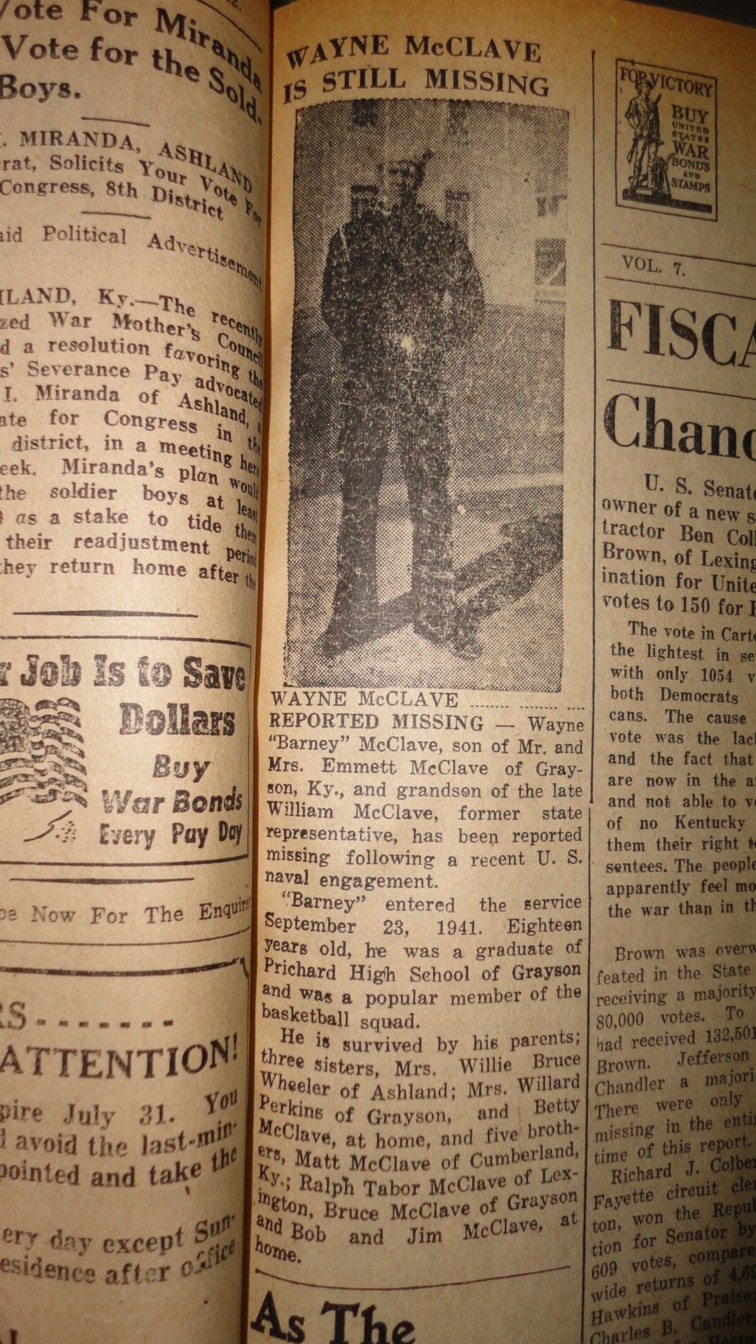 Vote For Miranda
Vote for the Sold-
Boys.
MIRANDA, ASHLAND
Solicits Your Vote For
Congress, 8th District
Political Advertisement
Ky.—The recently
War Mother's Council
a resolution favoring the
Severance Pay advocated
I. Miranda of Ashland, a
for Congress in the
district, in a meeting here
Miranda's plan would
the soldier boys at least
as a stake to tide them
their readjustment period
they return home after the
Job Is to Save
Dollars
Buy
War Bonds
Every Pay Day
Now For The Enquirer
ATTENTION!
July 31. You
avoid the last-min-
and take the
day except Sun-
after office
WAYNE McCLAVE
IS STILL MISSING
WAYNE McCLAVE ........ ...... ...
REPORTED MISSING — Wayne
"Barney" McClave, son of Mr. and
Mrs. Emmett McClave of Gray-
son, Ky., and grandson of the late
William McClave, former state
representative, has been reported
missing following a recent U. S.
naval engagement.
"Barney" entered the service
September 23, 1941. Eighteen
years old, he was a graduate of
Prichard High School of Grayson
and was a popular member of the
basketball squad.
He is survived by his parents;
three sisters, Mrs. Willie Bruce
Wheeler of Ashland; Mrs. Willard
Perkins of Grayson, and Betty
McClave, at home, and five broth-
ers, Matt McClave of Cumberland,
Ky.; Ralph Tabor McClave of Lex-
ington, Bruce McClave of Grayson
and Bob and Jim McClave, at
home.
As The
FOR VICTORY
BUY
UNITED
STATES
WAR
BONDS
AND
STAMPS
VOL. 7.
FISCA
Chand
U. S. Senat
owner of a new s
tractor Ben Coll
Brown, of Lexing
ination for Unite
votes to 150 for
The vote in Cart
the lightest in se
with only 1054 v
both Democrats
cans. The cause
vote was the lac
and the fact that
are now in the a
and not able to v
of no Kentucky
them their right t
sentees. The people
apparently feel mo
the war than in th
Brown was overw
feated in the State
receiving a majority
80,000 votes. To
had received 132,501
Brown. Jefferson
Chandler a majori
There were only
missing in the entir
time of this report.
Richard J. Colber
Fayette circuit cler
ton, won the Repul
tion for Senator by
609 votes, compare
wide returns of 4,69
Hawkins of Praise,
Charles B. Candler